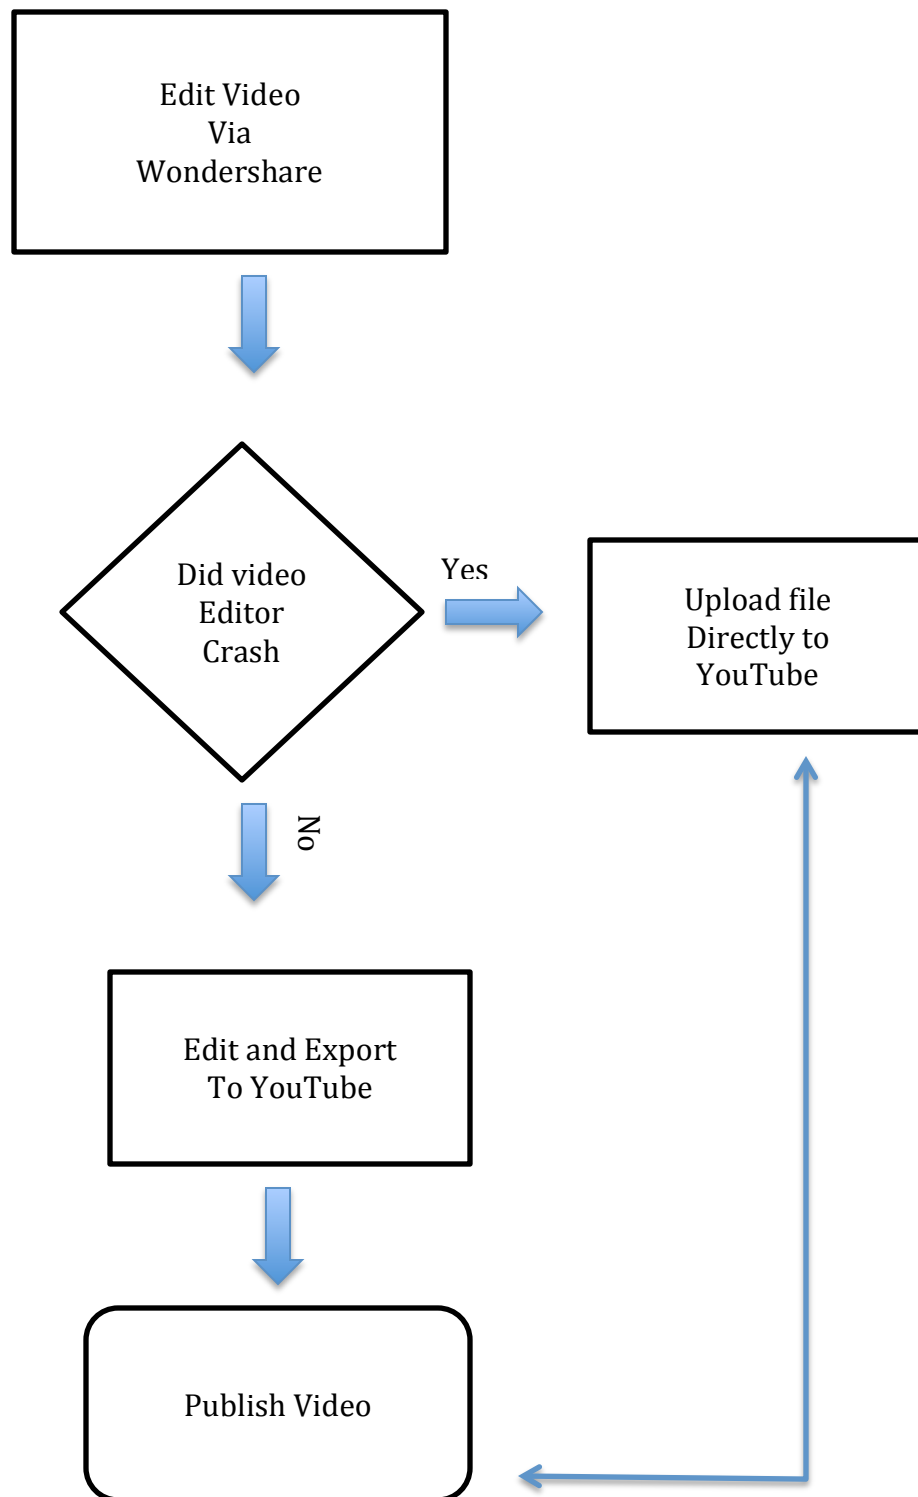 Edit Video
Via
Wondershare
Did video
Editor
Crash
Yes
Upload file
Directly to
YouTube
No
Edit and Export
To YouTube
Publish Video